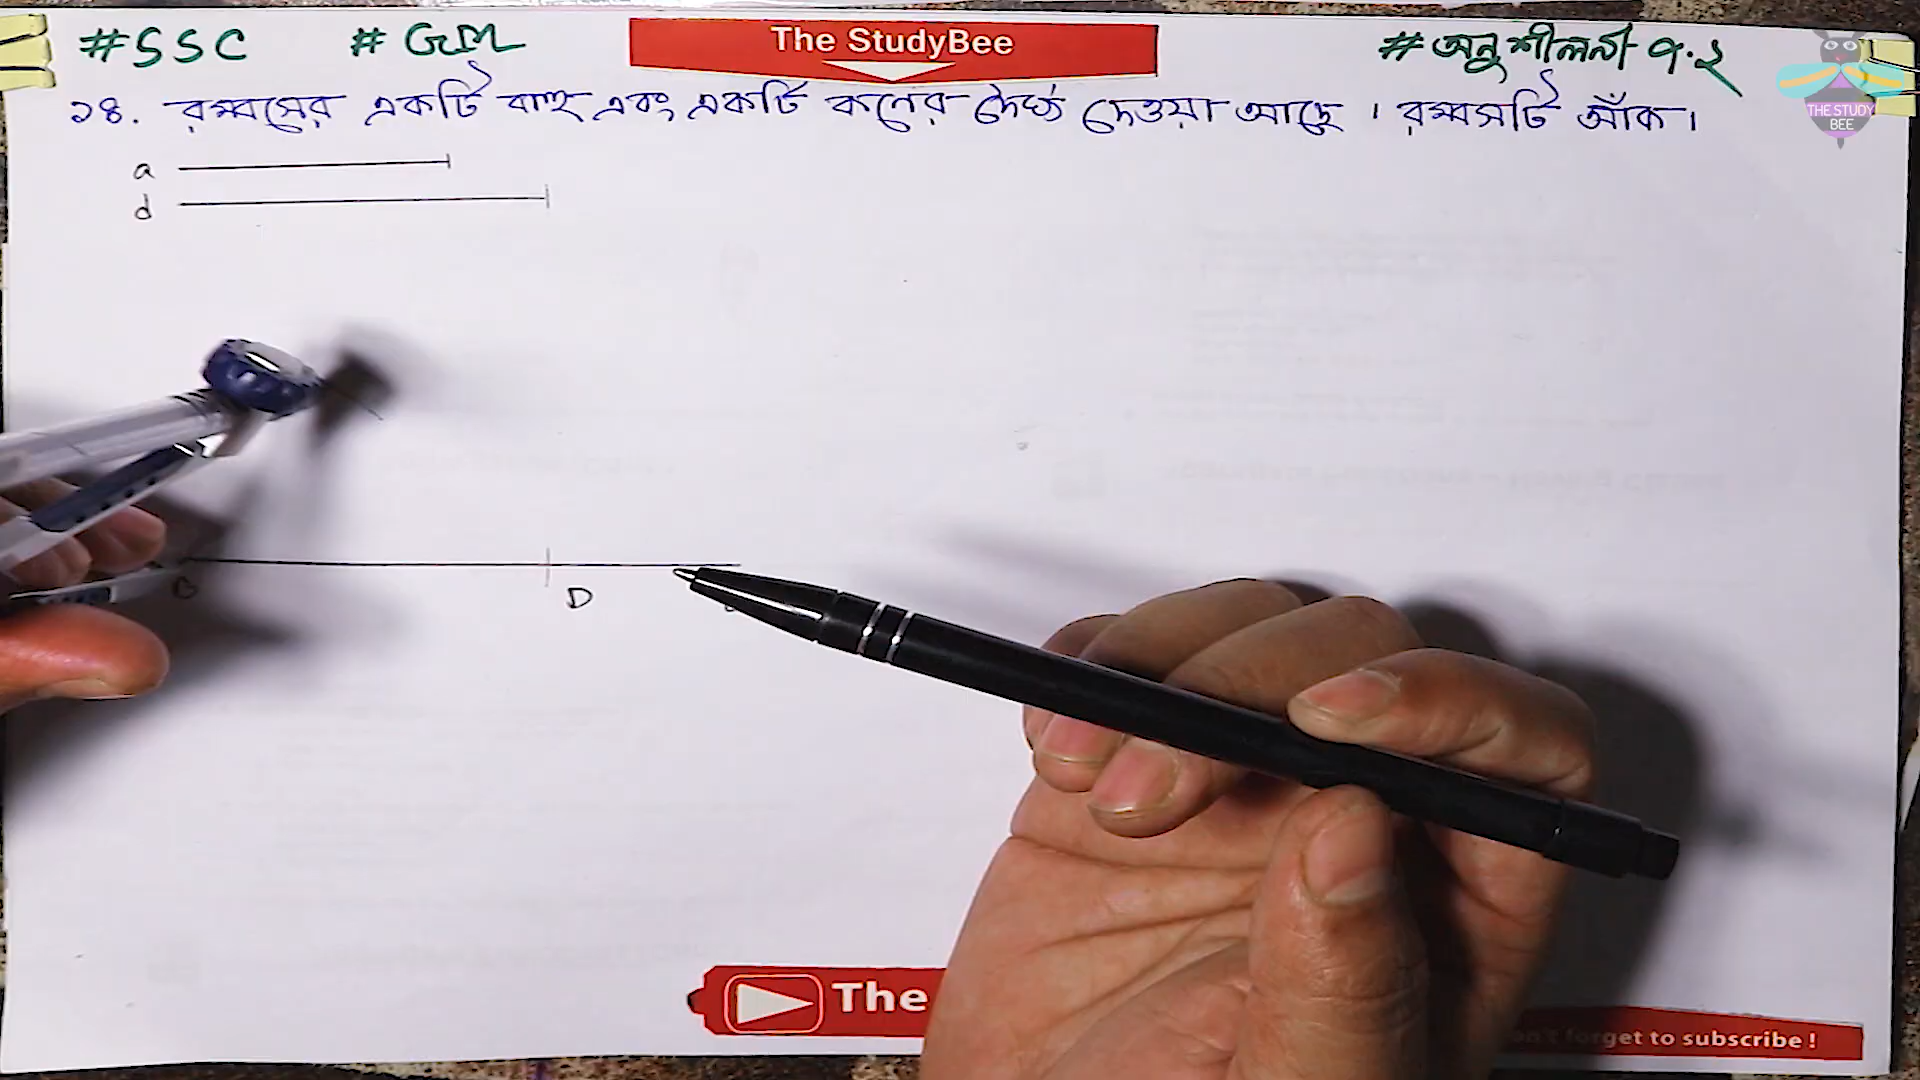 #SSC # GM The StudyBee #অনুশীলনী ৭.২
THE STUDY
BEE
১৪. রম্বসের একটি বাহু এবং একটি কর্ণের দৈর্ঘ্য দেওয়া আছে । রম্বসটি আঁক।
a
d
B D
The
forget to subscribe!